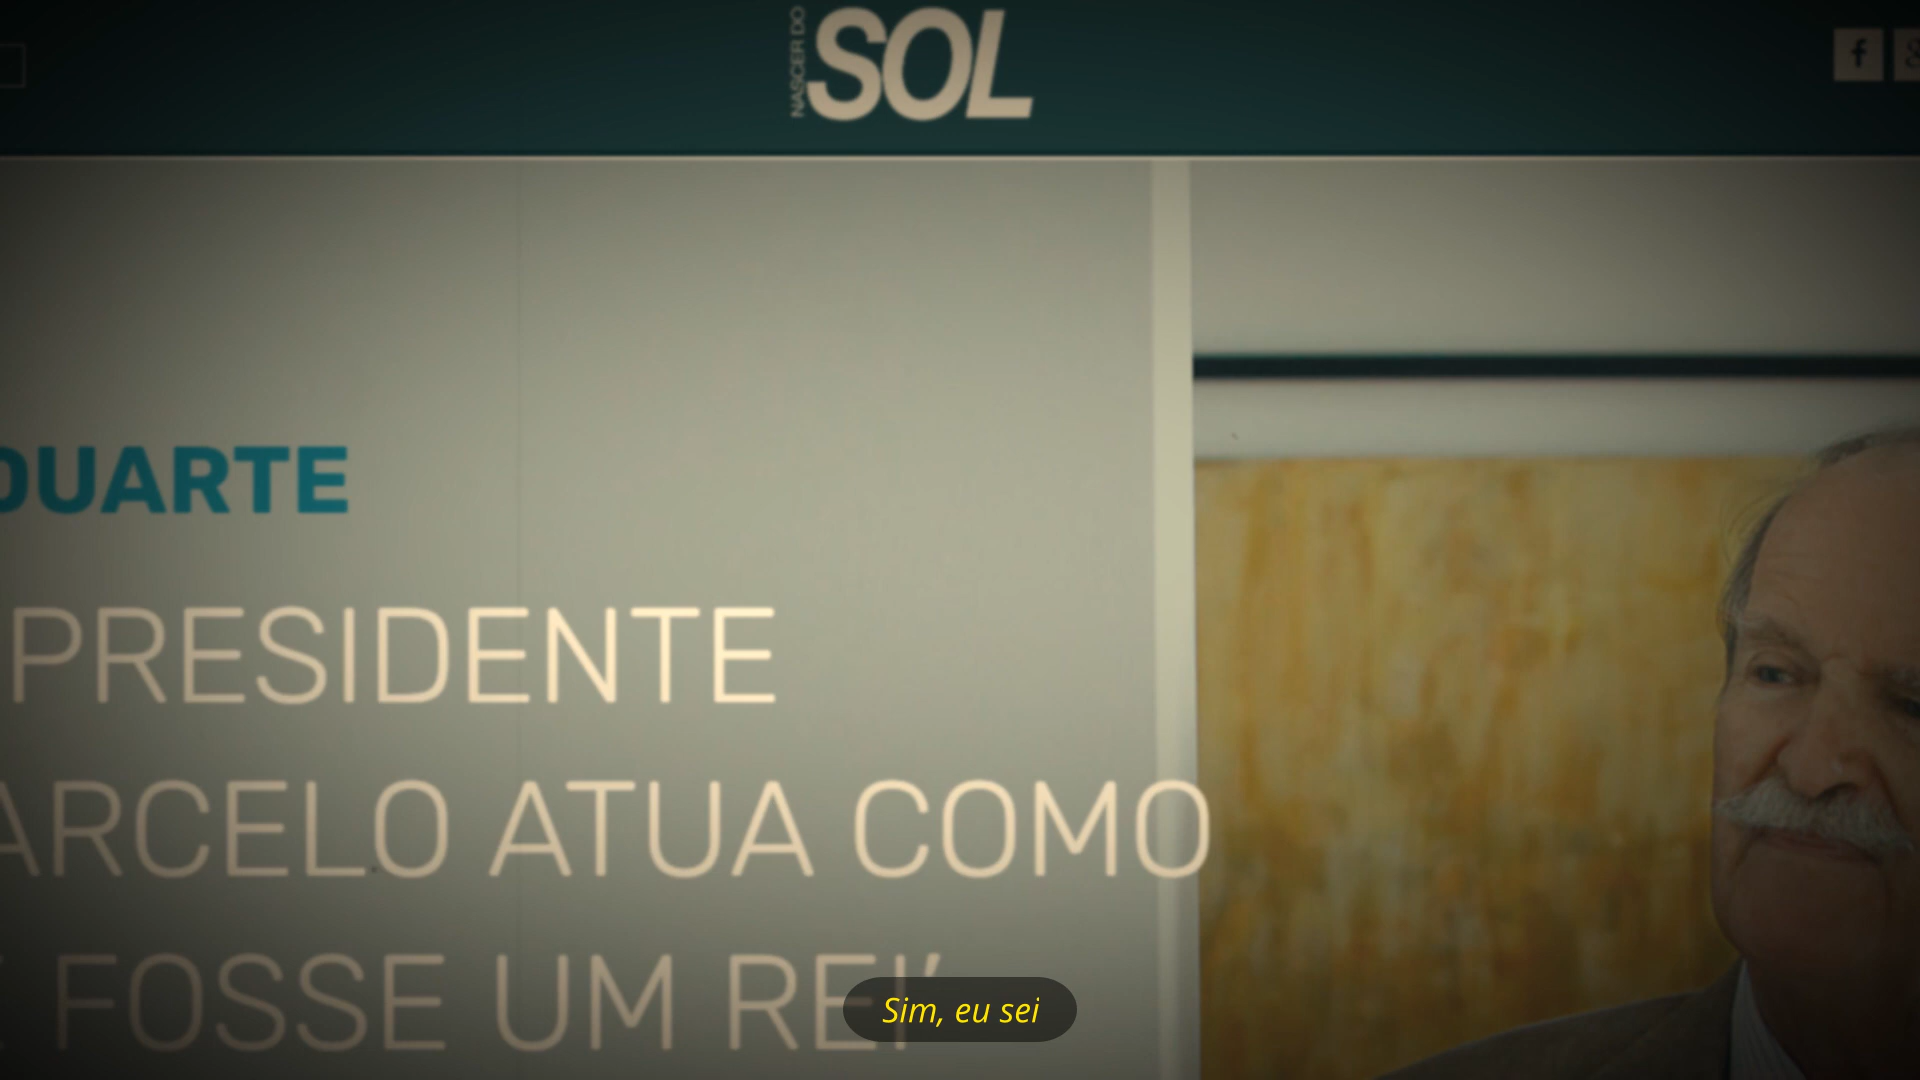 NASCER DO
SOL
f
DUARTE
PRESIDENTE
ARCELO ATUA COMO
E FOSSE UM REI’
Sim, eu sei